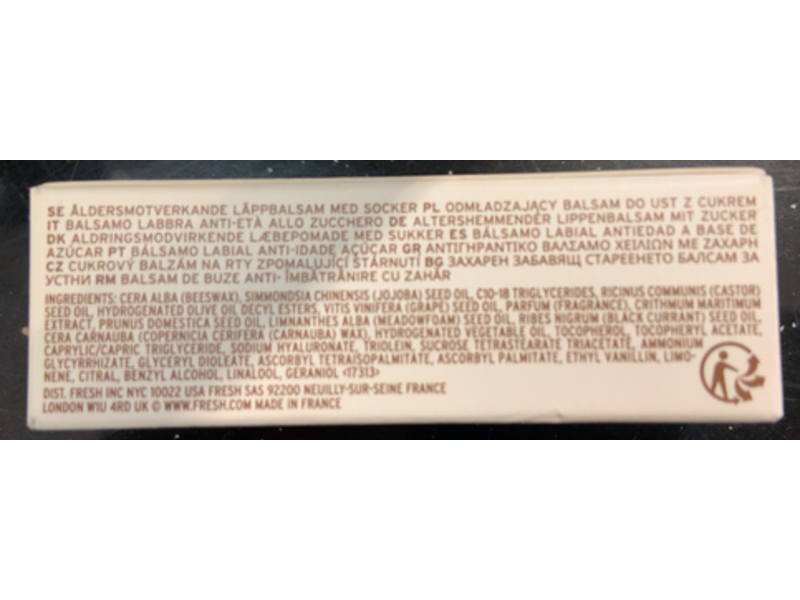 SE ÅLDERSMOTVERKANDE LÄPPBALSAM MED SOCKER PL ODMŁADZAJĄCY BALSAM DO UST Z CUKREM
IT BALSAMO LABBRA ANTI-ETÀ ALLO ZUCCHERO DE ALTERSHEMMENDER LIPPENBALSAM MIT ZUCKER
DK ALDRINGSMODVIRKENDE LÆBEPOMADE MED SUKKER ES BÁLSAMO LABIAL ANTIEDAD A BASE DE
AZÚCAR PT BÁLSAMO LABIAL ANTI-IDADE AÇÚCAR GR ΑΝΤΙΓΗΡΑΝΤΙΚΟ ΒΑΛΣΑΜΟ ΧΕΙΛΙΩΝ ΜΕ ΖΑΧΑΡΗ
CZ CUKROVÝ BALZÁM NA RTY ZPOMALUJÍCÍ STÁRNUTÍ BG ЗАХАРЕН ЗАБАВЯЩ СТАРЕЕНЕТО БАЛСАМ ЗА
УСТНИ RM BALSAM DE BUZE ANTI- ÎMBĂTRÂNIRE CU ZAHĂR
INGREDIENTS: CERA ALBA (BEESWAX), SIMMONDSIA CHINENSIS (JOJOBA) SEED OIL, C10-18 TRIGLYCERIDES, RICINUS COMMUNIS (CASTOR)
SEED OIL, HYDROGENATED OLIVE OIL DECYL ESTERS, VITIS VINIFERA (GRAPE) SEED OIL, PARFUM (FRAGRANCE), CRITHMUM MARITIMUM
EXTRACT, PRUNUS DOMESTICA SEED OIL, LIMNANTHES ALBA (MEADOWFOAM) SEED OIL, RIBES NIGRUM (BLACK CURRANT) SEED OIL,
CERA CARNAUBA (COPERNICIA CERIFERA (CARNAUBA) WAX), HYDROGENATED VEGETABLE OIL, TOCOPHEROL, TOCOPHERYL ACETATE,
CAPRYLIC/CAPRIC TRIGLYCERIDE, SODIUM HYALURONATE, TRIOLEIN, SUCROSE TETRASTEARATE TRIACETATE, AMMONIUM
GLYCYRRHIZATE, GLYCERYL DIOLEATE, ASCORBYL TETRAISOPALMITATE, ASCORBYL PALMITATE, ETHYL VANILLIN, LIMO-
NENE, CITRAL, BENZYL ALCOHOL, LINALOOL, GERANIOL <17313>
DIST. FRESH INC NYC 10022 USA FRESH SAS 92200 NEUILLY-SUR-SEINE FRANCE
LONDON W1U 4RD UK © WWW.FRESH.COM MADE IN FRANCE